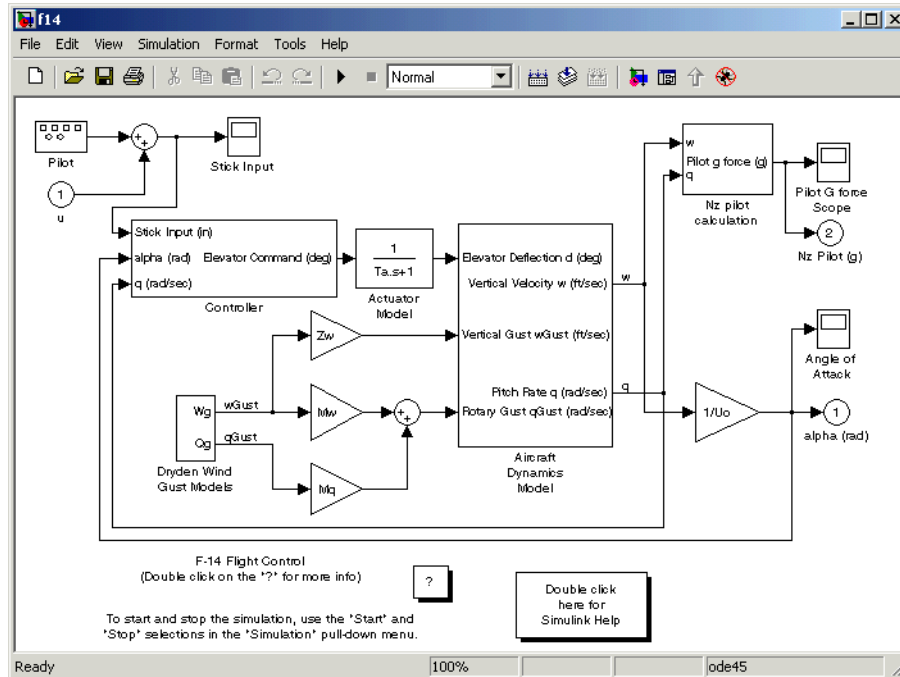 f14
File Edit View Simulation Format Tools Help
Normal
Pilot
Stick Input
1
u
w
Pilot g force (g)
q
Nz pilot
calculation
Pilot G force
Scope
2
Nz Pilot (g)
Stick Input (in)
alpha (rad) Elevator Command (deg)
q (rad/sec)
Controller
1
Ta.s+1
Actuator
Model
Elevator Deflection d (deg)
Vertical Velocity w (ft/sec)
Vertical Gust wGust (ft/sec)
Pitch Rate q (rad/sec)
Rotary Gust qGust (rad/sec)
Aircraft
Dynamics
Model
w
q
Zw
Mw
Mq
Wg
Qg
wGust
qGust
Dryden Wind
Gust Models
1/Uo
Angle of
Attack
1
alpha (rad)
F-14 Flight Control
(Double click on the "?" for more info)
?
Double click
here for
Simulink Help
To start and stop the simulation, use the "Start" and
"Stop" selections in the "Simulation" pull-down menu.
Ready 100% ode45